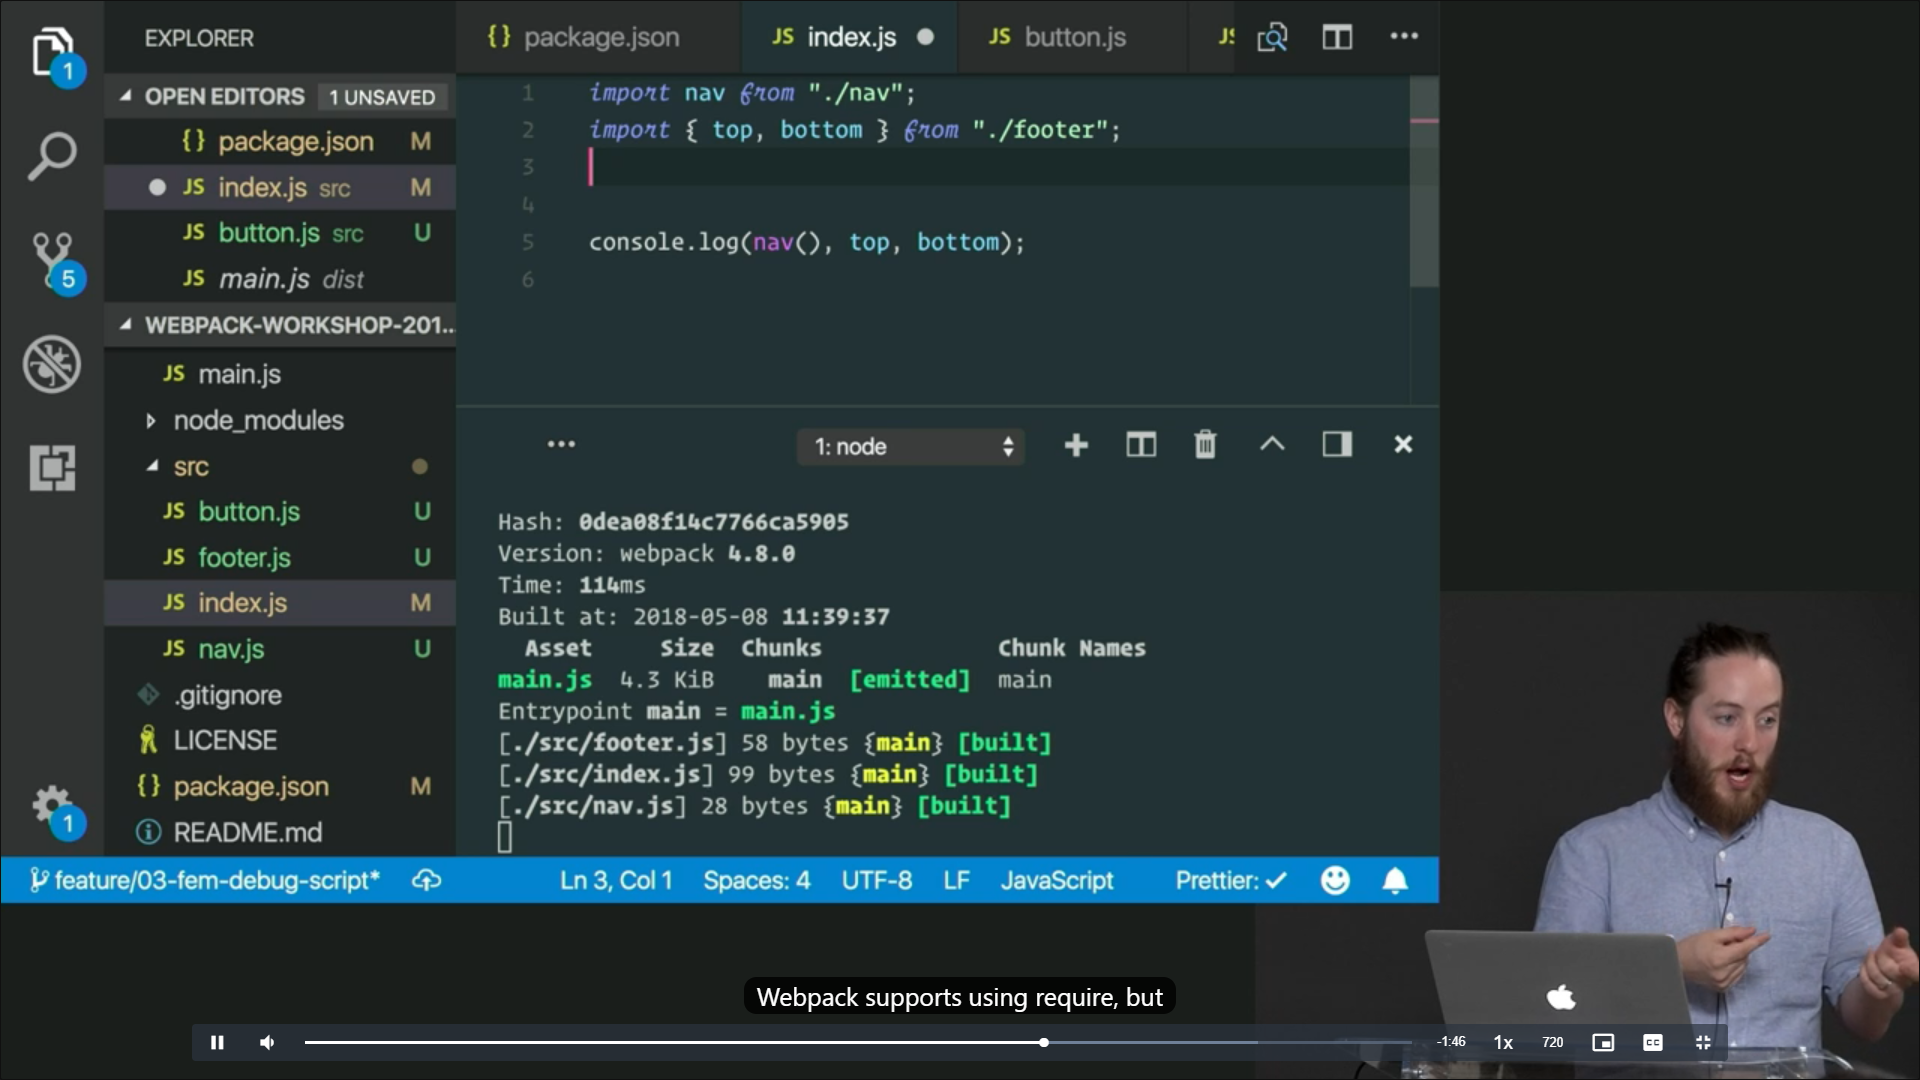 EXPLORER
OPEN EDITORS 1 UNSAVED
{} package.json M
JS index.js src M
JS button.js src U
JS main.js dist
WEBPACK-WORKSHOP-201...
JS main.js
node_modules
src
JS button.js U
JS footer.js U
JS index.js M
JS nav.js U
.gitignore
LICENSE
{} package.json M
README.md
1
5
1
{} package.json
JS index.js
JS button.js
JS
1 import nav from "./nav";
2 import { top, bottom } from "./footer";
3
4
5 console.log(nav(), top, bottom);
6
1: node
Hash: 0dea08f14c7766ca5905
Version: webpack 4.8.0
Time: 114ms
Built at: 2018-05-08 11:39:37
Asset Size Chunks Chunk Names
main.js 4.3 KiB main [emitted] main
Entrypoint main = main.js
[./src/footer.js] 58 bytes {main} [built]
[./src/index.js] 99 bytes {main} [built]
[./src/nav.js] 28 bytes {main} [built]
feature/03-fem-debug-script* Ln 3, Col 1 Spaces: 4 UTF-8 LF JavaScript Prettier: ✓
Webpack supports using require, but
-1:46 1x 720 CC